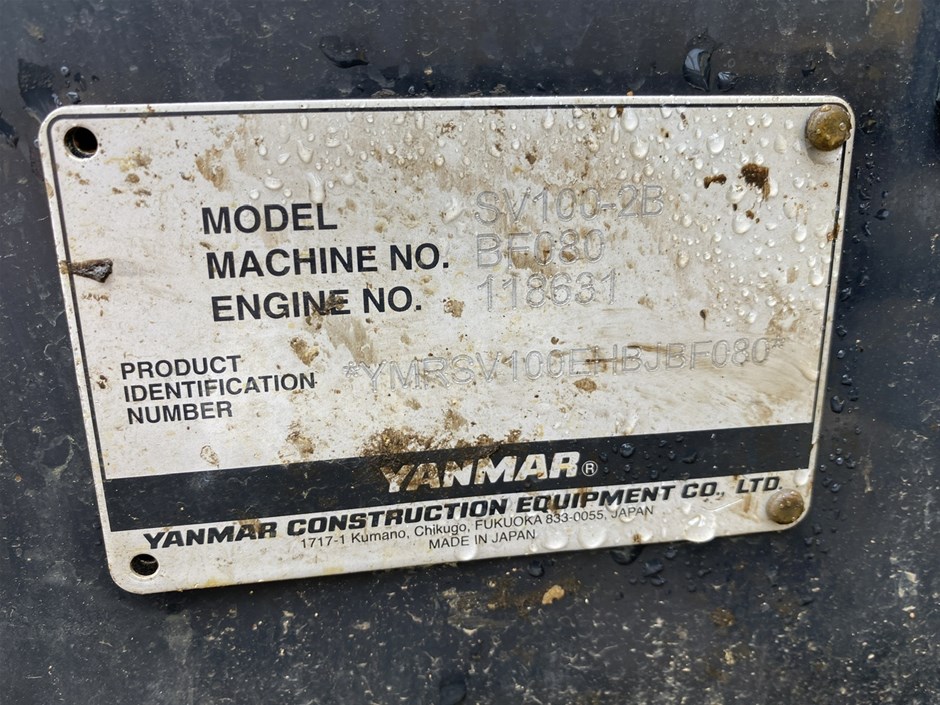 MODEL SV100-2B
MACHINE NO. BF080
ENGINE NO. 118631
PRODUCT
IDENTIFICATION *YMRSV100EHBJBF080*
NUMBER
YANMAR®
YANMAR CONSTRUCTION EQUIPMENT CO., LTD.
1717-1 Kumano, Chikugo, FUKUOKA 833-0055, JAPAN
MADE IN JAPAN